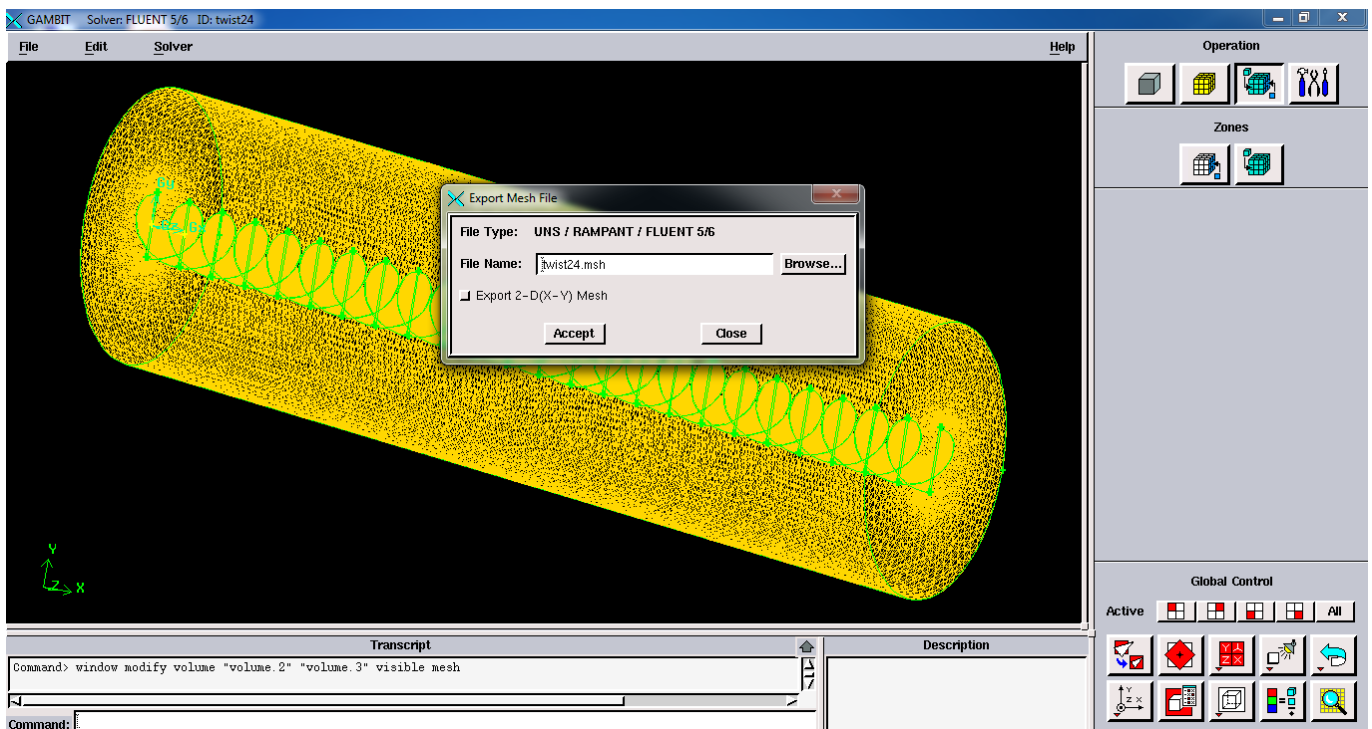 GAMBIT Solver: FLUENT 5/6 ID: twist24
File Edit Solver Help
Operation
Zones
Gy
Gx
Export Mesh File
File Type: UNS / RAMPANT / FLUENT 5/6
File Name: twist24.msh Browse...
Export 2-D(X-Y) Mesh
Accept Close
Y
Z X
Global Control
Active All
Transcript Description
Command> window modify volume "volume.2" "volume.3" visible mesh
Command: